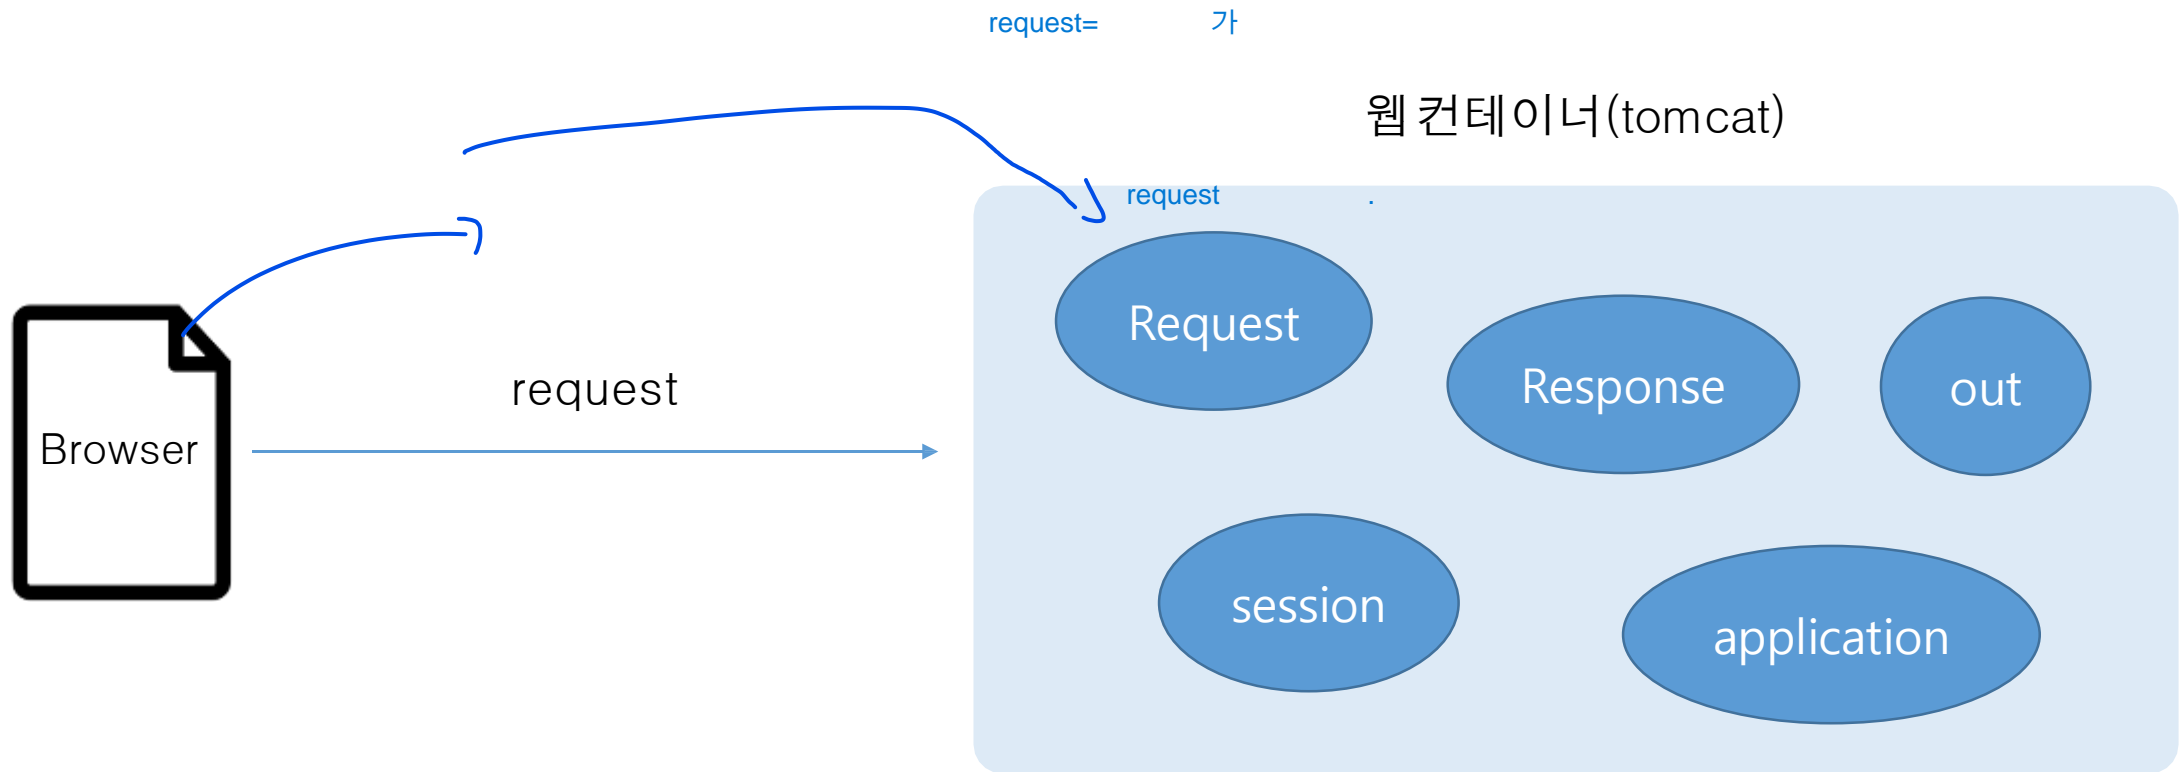 request= 가
웹컨테이너(tomcat)
request .
Request
Response
out
request
Browser
session
application